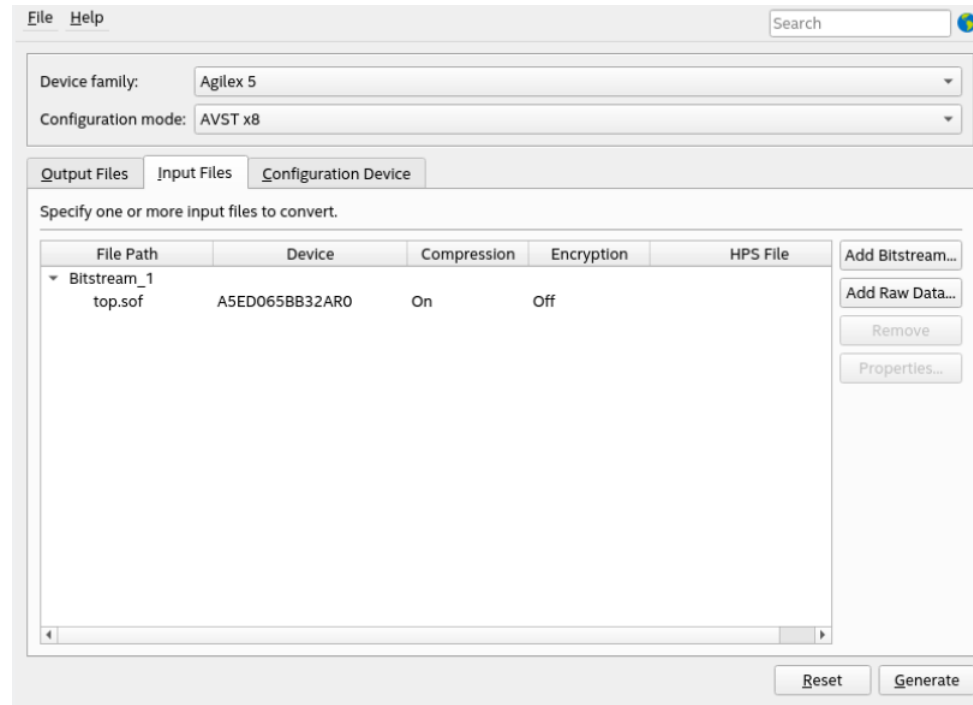 File Help
Search
Device family: Agilex 5
Configuration mode: AVST x8
Output Files Input Files Configuration Device
Specify one or more input files to convert.
File Path Device Compression Encryption HPS File
Add Bitstream...
Bitstream_1
top.sof A5ED065BB32AR0 On Off
Add Raw Data...
Remove
Properties...
Reset Generate